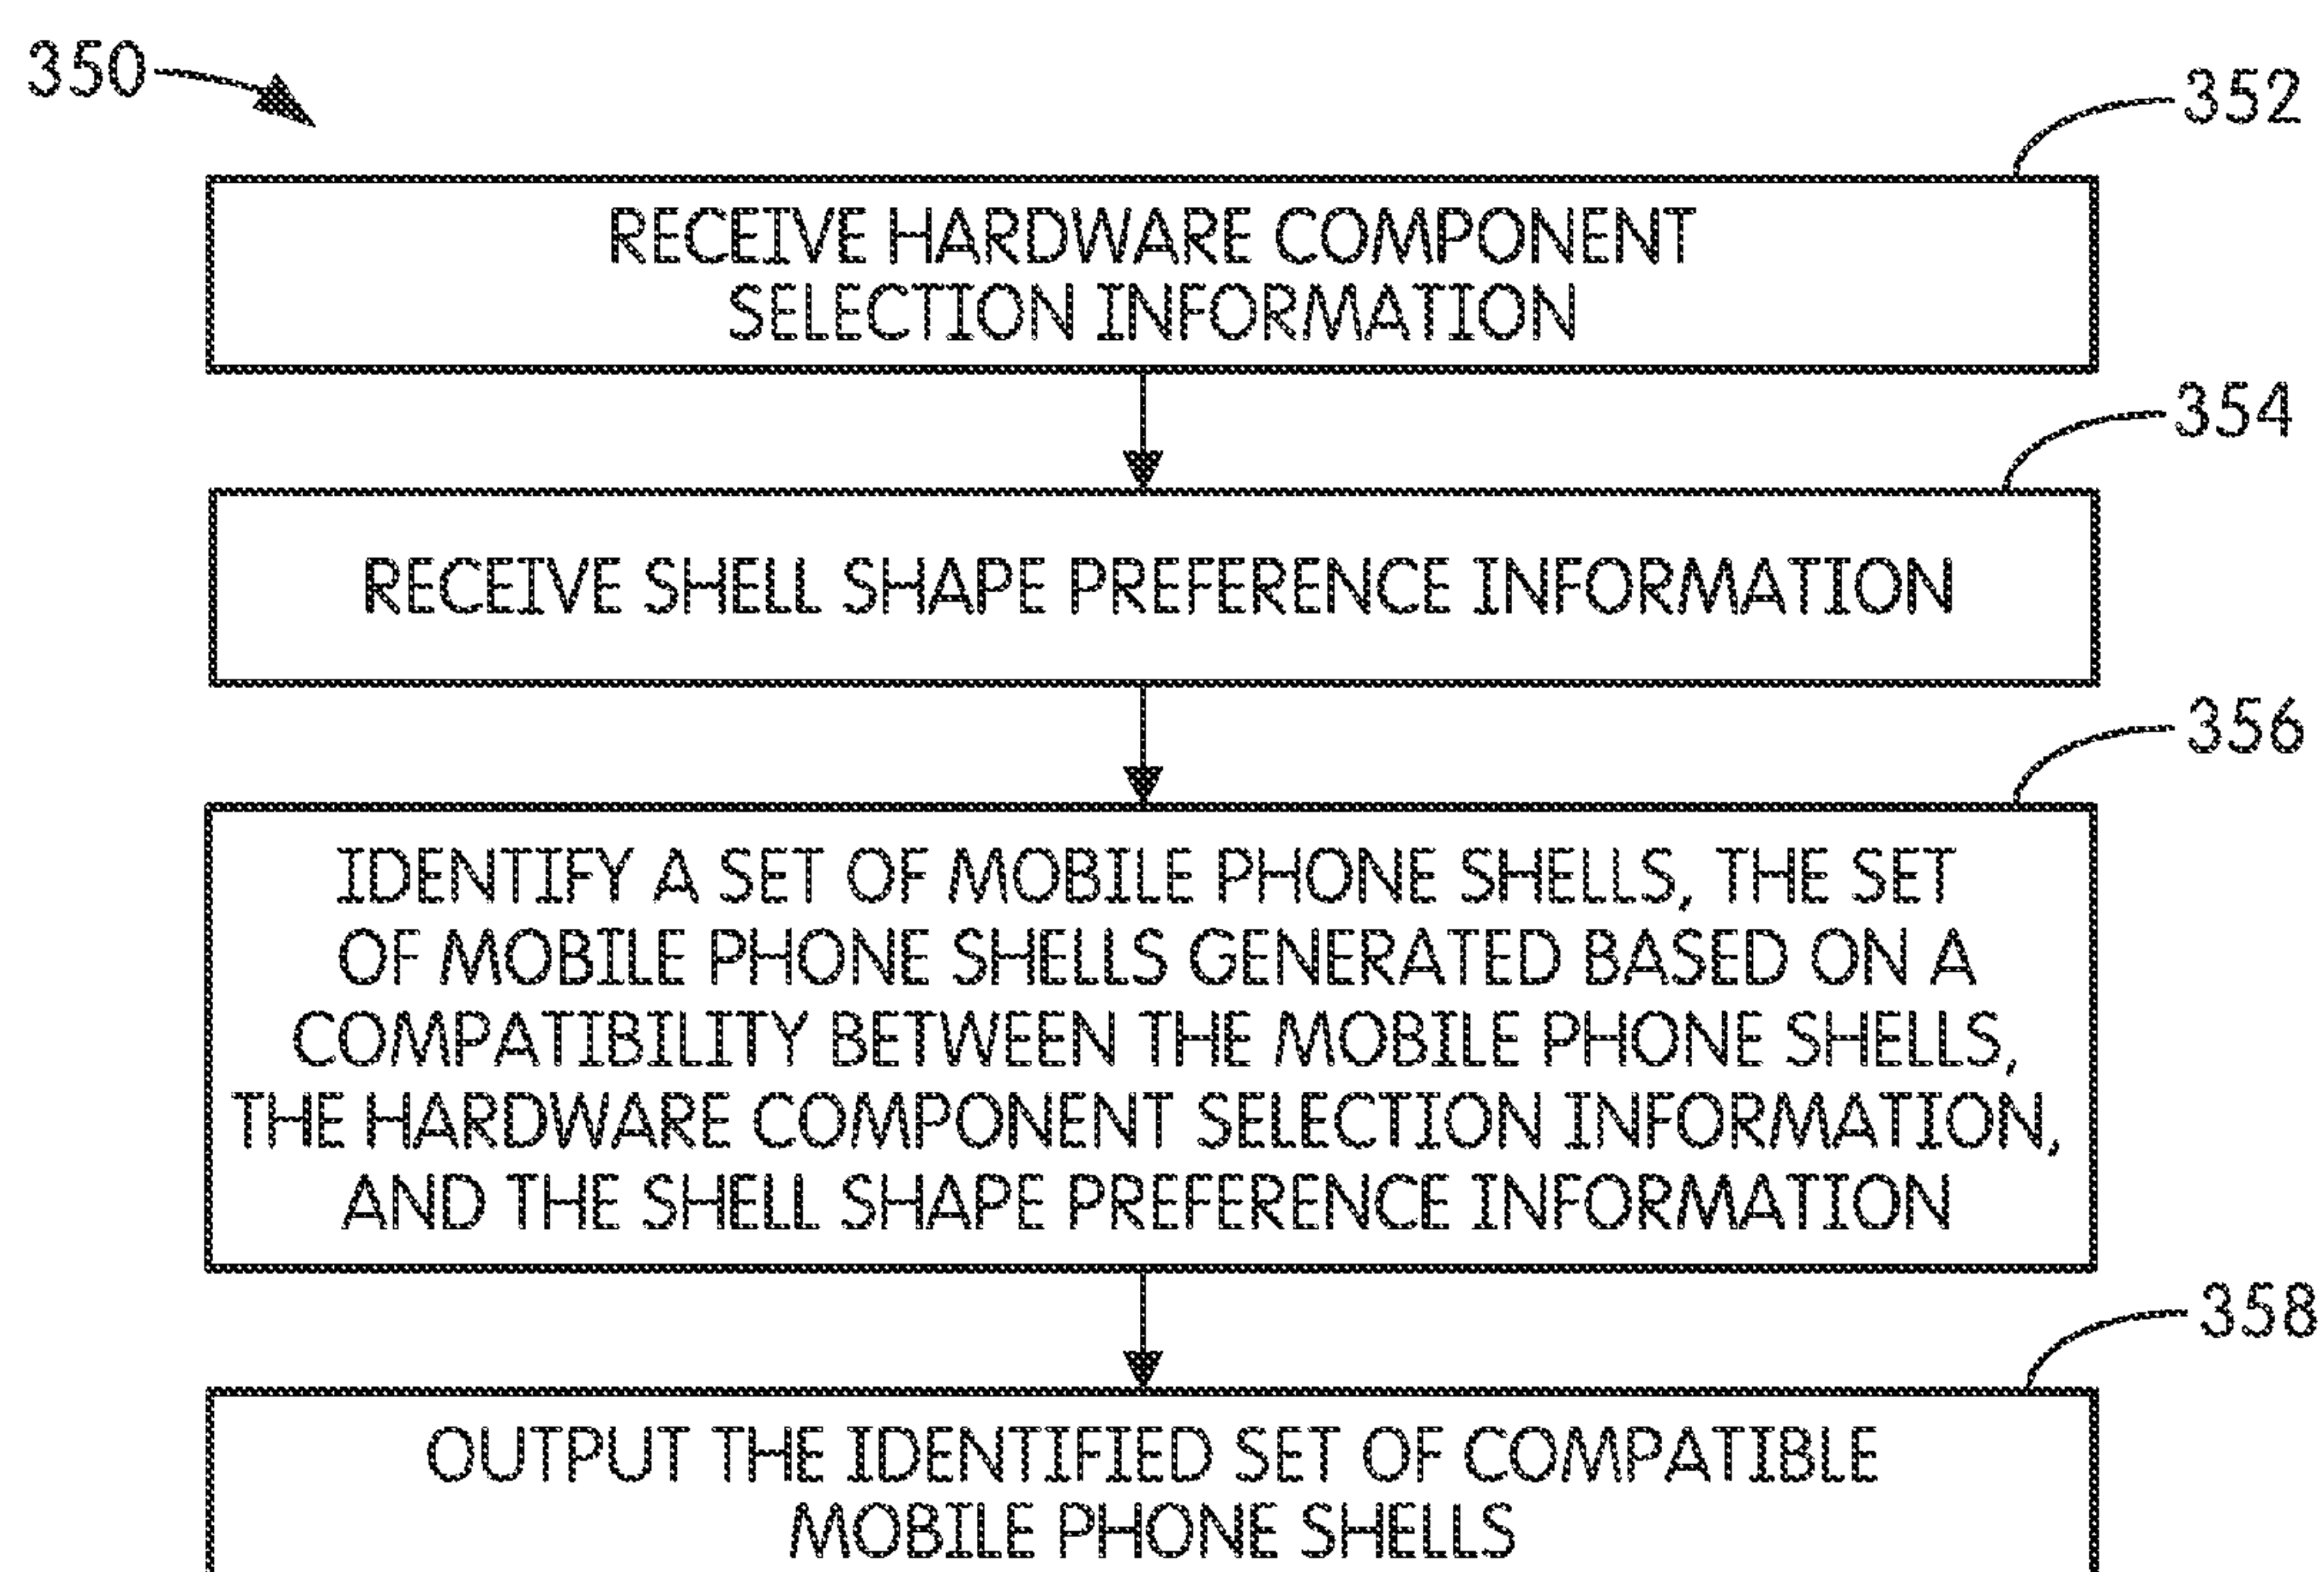 350
352
RECEIVE HARDWARE COMPONENT
SELECTION INFORMATION
354
RECEIVE SHELL SHAPE PREFERENCE INFORMATION
356
IDENTIFY A SET OF MOBILE PHONE SHELLS, THE SET
OF MOBILE PHONE SHELLS GENERATED BASED ON A
COMPATIBILITY BETWEEN THE MOBILE PHONE SHELLS,
THE HARDWARE COMPONENT SELECTION INFORMATION,
AND THE SHELL SHAPE PREFERENCE INFORMATION
358
OUTPUT THE IDENTIFIED SET OF COMPATIBLE
MOBILE PHONE SHELLS